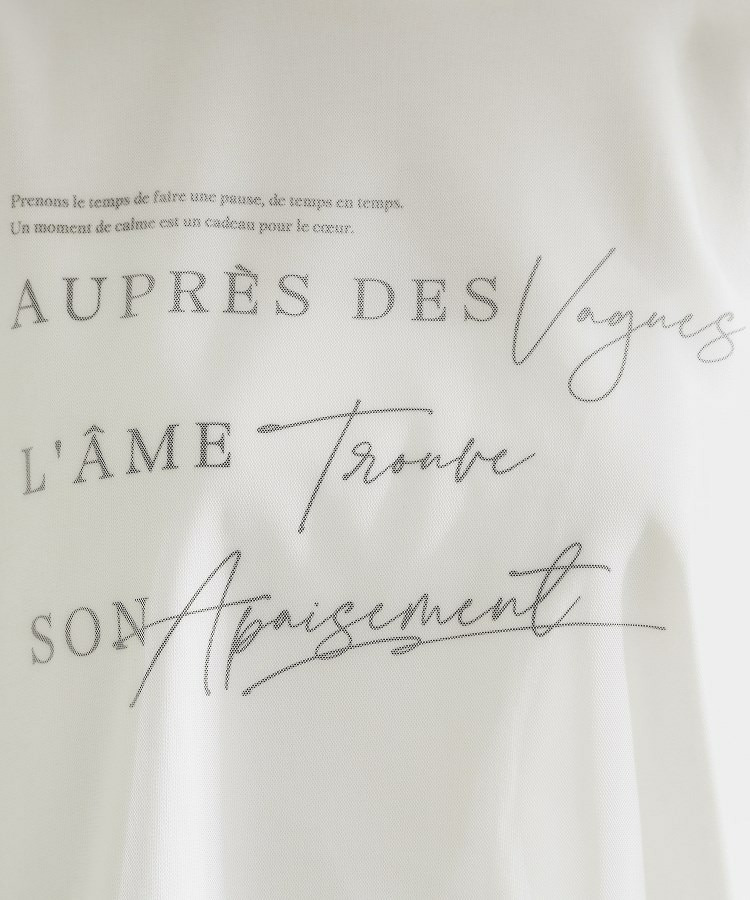 Prenons le temps de faire une pause, de temps en temps.
Un moment de calme est un cadeau pour le cœur.
AUPRÈS DES Vagues
L'ÂME Trouve
SON Apaisement